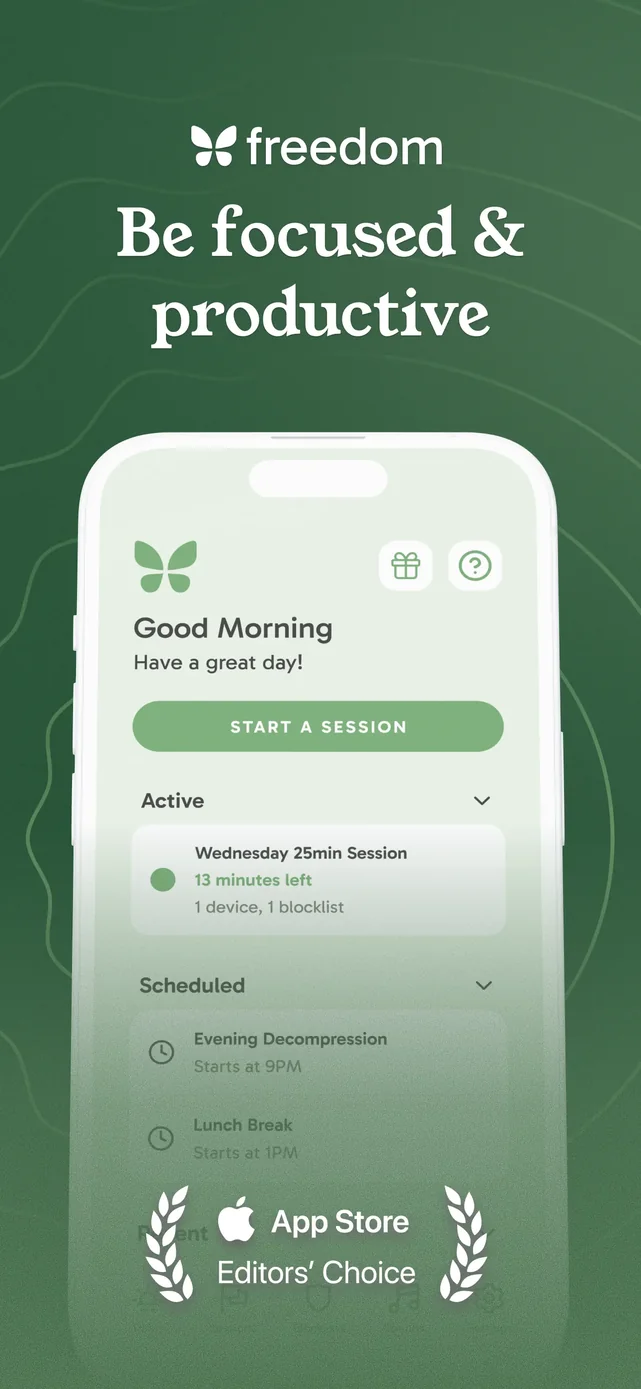 freedom
Be focused &
productive
Good Morning
Have a great day!
START A SESSION
Active
Wednesday 25min Session
13 minutes left
1 device, 1 blocklist
Scheduled
Evening Decompression
Starts at 9PM
Lunch Break
Starts at 1PM
App Store
Editors’ Choice